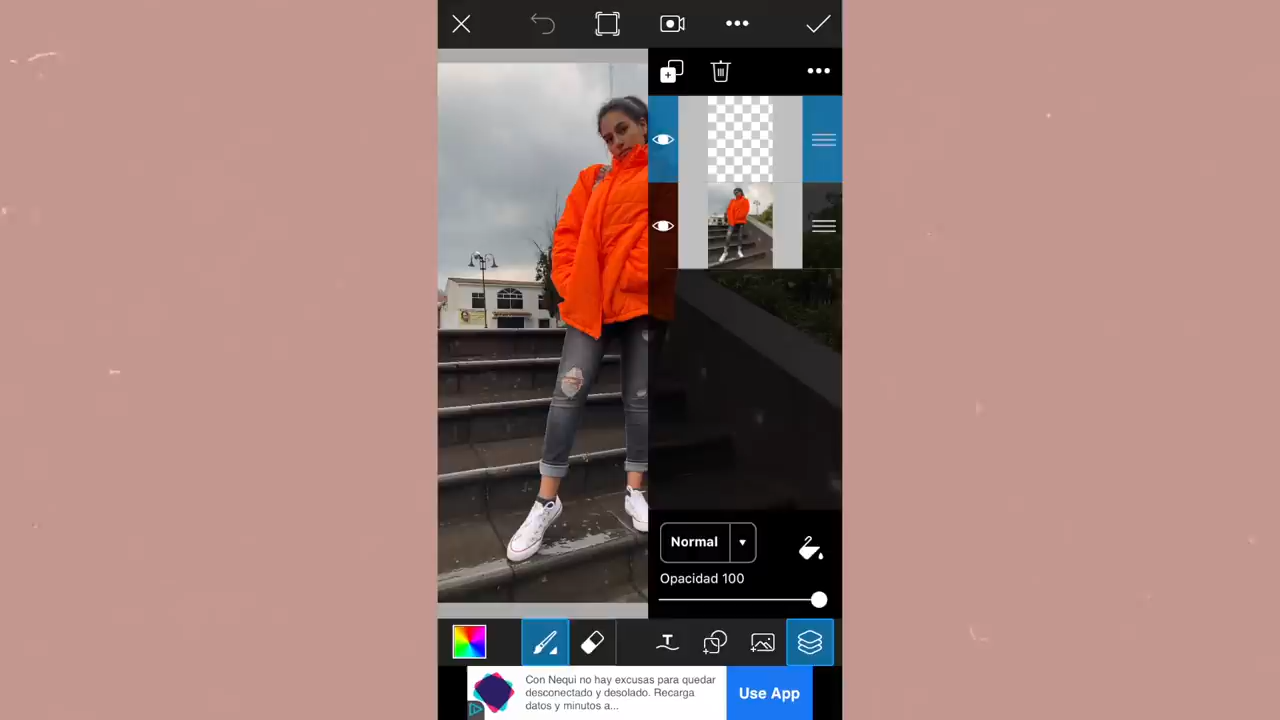 Normal
Opacidad 100
T
Con Nequi no hay excusas para quedar
desconectado y desolado. Recarga
datos y minutos a...
Use App